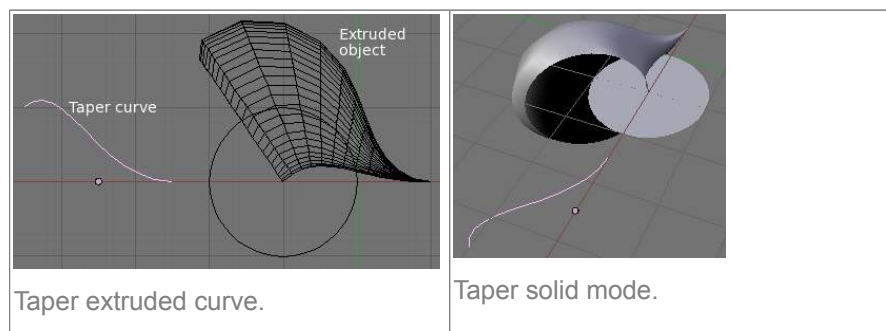 Taper curve
Extruded
object
Taper extruded curve.
Taper solid mode.